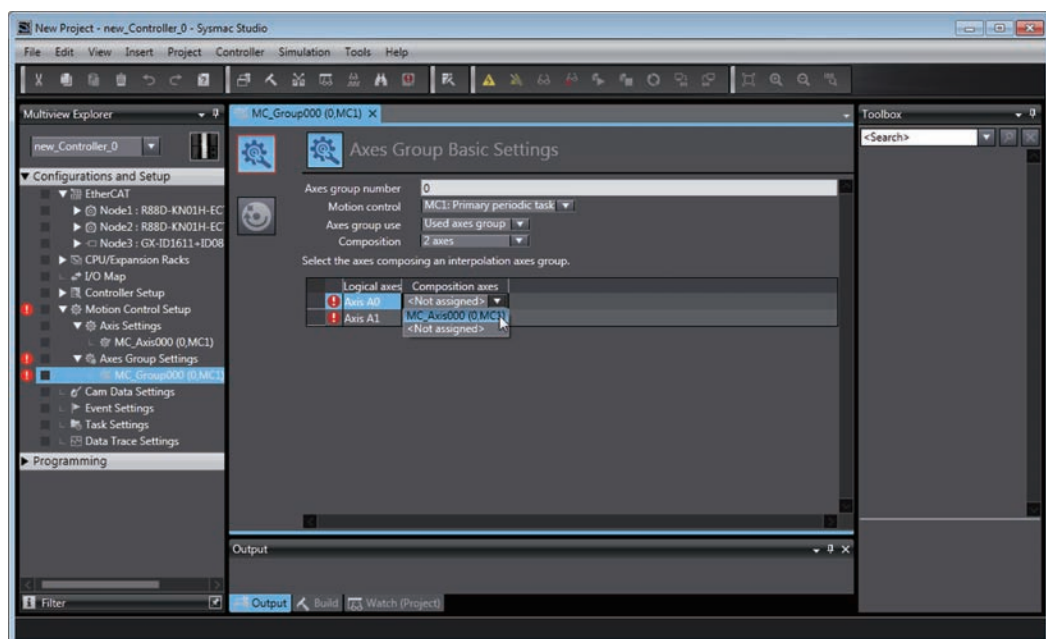 New Project - new_Controller_0 - Sysmac Studio
File Edit View Insert Project Controller Simulation Tools Help
Multiview Explorer
new_Controller_0
Configurations and Setup
EtherCAT
Node1 : R88D-KN01H-EC
Node2 : R88D-KN01H-EC
Node3 : GX-ID1611+ID08
CPU/Expansion Racks
I/O Map
Controller Setup
Motion Control Setup
Axis Settings
MC_Axis000 (0,MC1)
Axes Group Settings
MC_Group000 (0,MC1)
Cam Data Settings
Event Settings
Task Settings
Data Trace Settings
Programming
Filter
MC_Group000 (0,MC1)
Axes Group Basic Settings
Axes group number 0
Motion control MC1: Primary periodic task
Axes group use Used axes group
Composition 2 axes
Select the axes composing an interpolation axes group.
Logical axes Composition axes
Axis A0 <Not assigned>
Axis A1 MC_Axis000 (0,MC1)
<Not assigned>
Output
Output Build Watch (Project)
Toolbox
<Search>